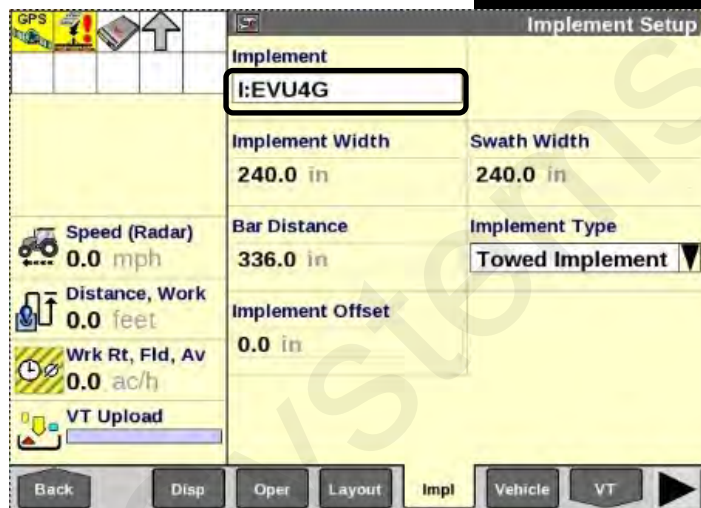 GPS
Implement Setup
Implement
I:EVU4G
Implement Width
Swath Width
240.0 in
240.0 in
Bar Distance
Implement Type
336.0 in
Towed Implement
Implement Offset
0.0 in
Speed (Radar)
0.0 mph
Distance, Work
0.0 feet
Wrk Rt, Fld, Av
0.0 ac/h
VT Upload
Back
Disp
Oper
Layout
Impl
Vehicle
VT
ystems